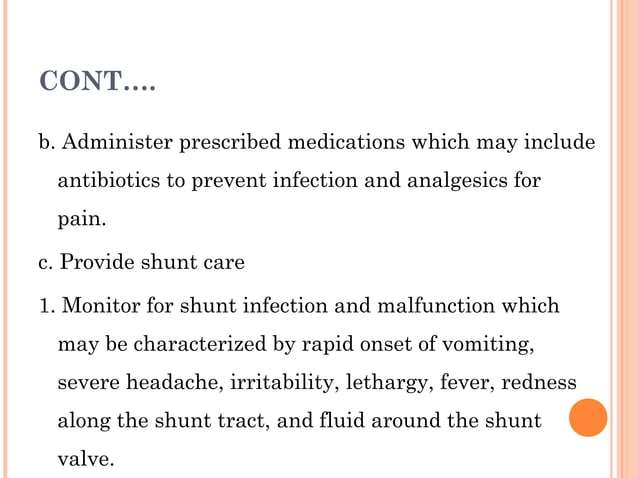 CONT….
b. Administer prescribed medications which may include
antibiotics to prevent infection and analgesics for
pain.
c. Provide shunt care
1. Monitor for shunt infection and malfunction which
may be characterized by rapid onset of vomiting,
severe headache, irritability, lethargy, fever, redness
along the shunt tract, and fluid around the shunt
valve.